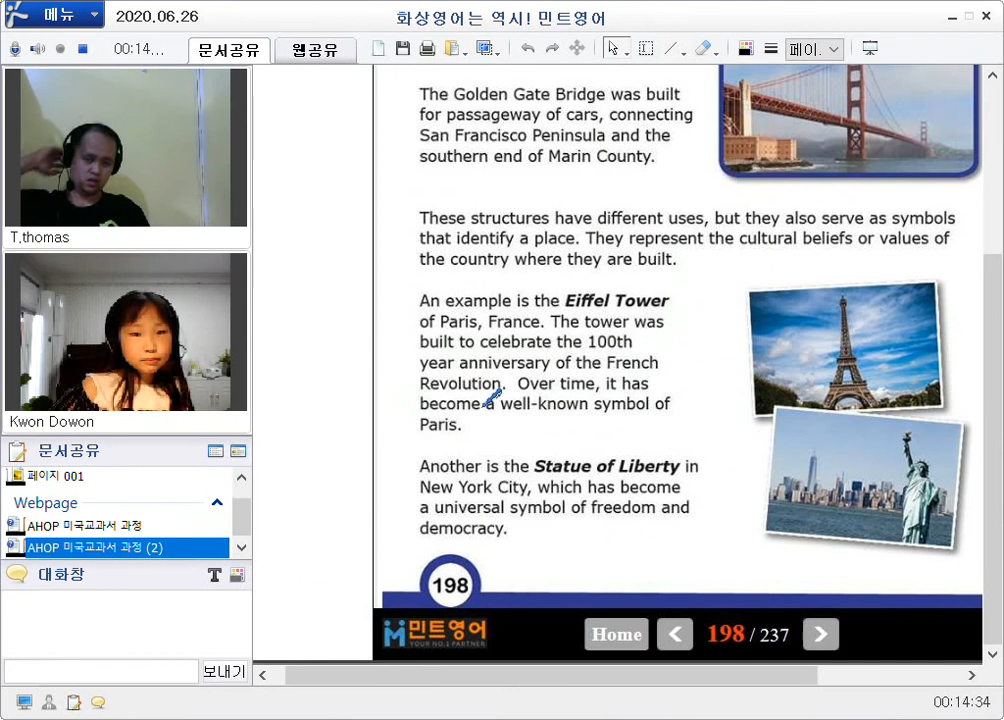 메뉴
2020.06.26
화상영어는 역시! 민트영어
00:14...
문서공유
웹공유
페이.
T.thomas
Kwon Dowon
문서공유
페이지 001
Webpage
AHOP 미국교과서 과정
AHOP 미국교과서 과정 (2)
대화창
보내기
The Golden Gate Bridge was built
for passageway of cars, connecting
San Francisco Peninsula and the
southern end of Marin County.
These structures have different uses, but they also serve as symbols
that identify a place. They represent the cultural beliefs or values of
the country where they are built.
An example is the Eiffel Tower
of Paris, France. The tower was
built to celebrate the 100th
year anniversary of the French
Revolution. Over time, it has
become a well-known symbol of
Paris.
Another is the Statue of Liberty in
New York City, which has become
a universal symbol of freedom and
democracy.
198
민트영어
YOUR NO.1 PARTNER
Home
198 / 237
00:14:34